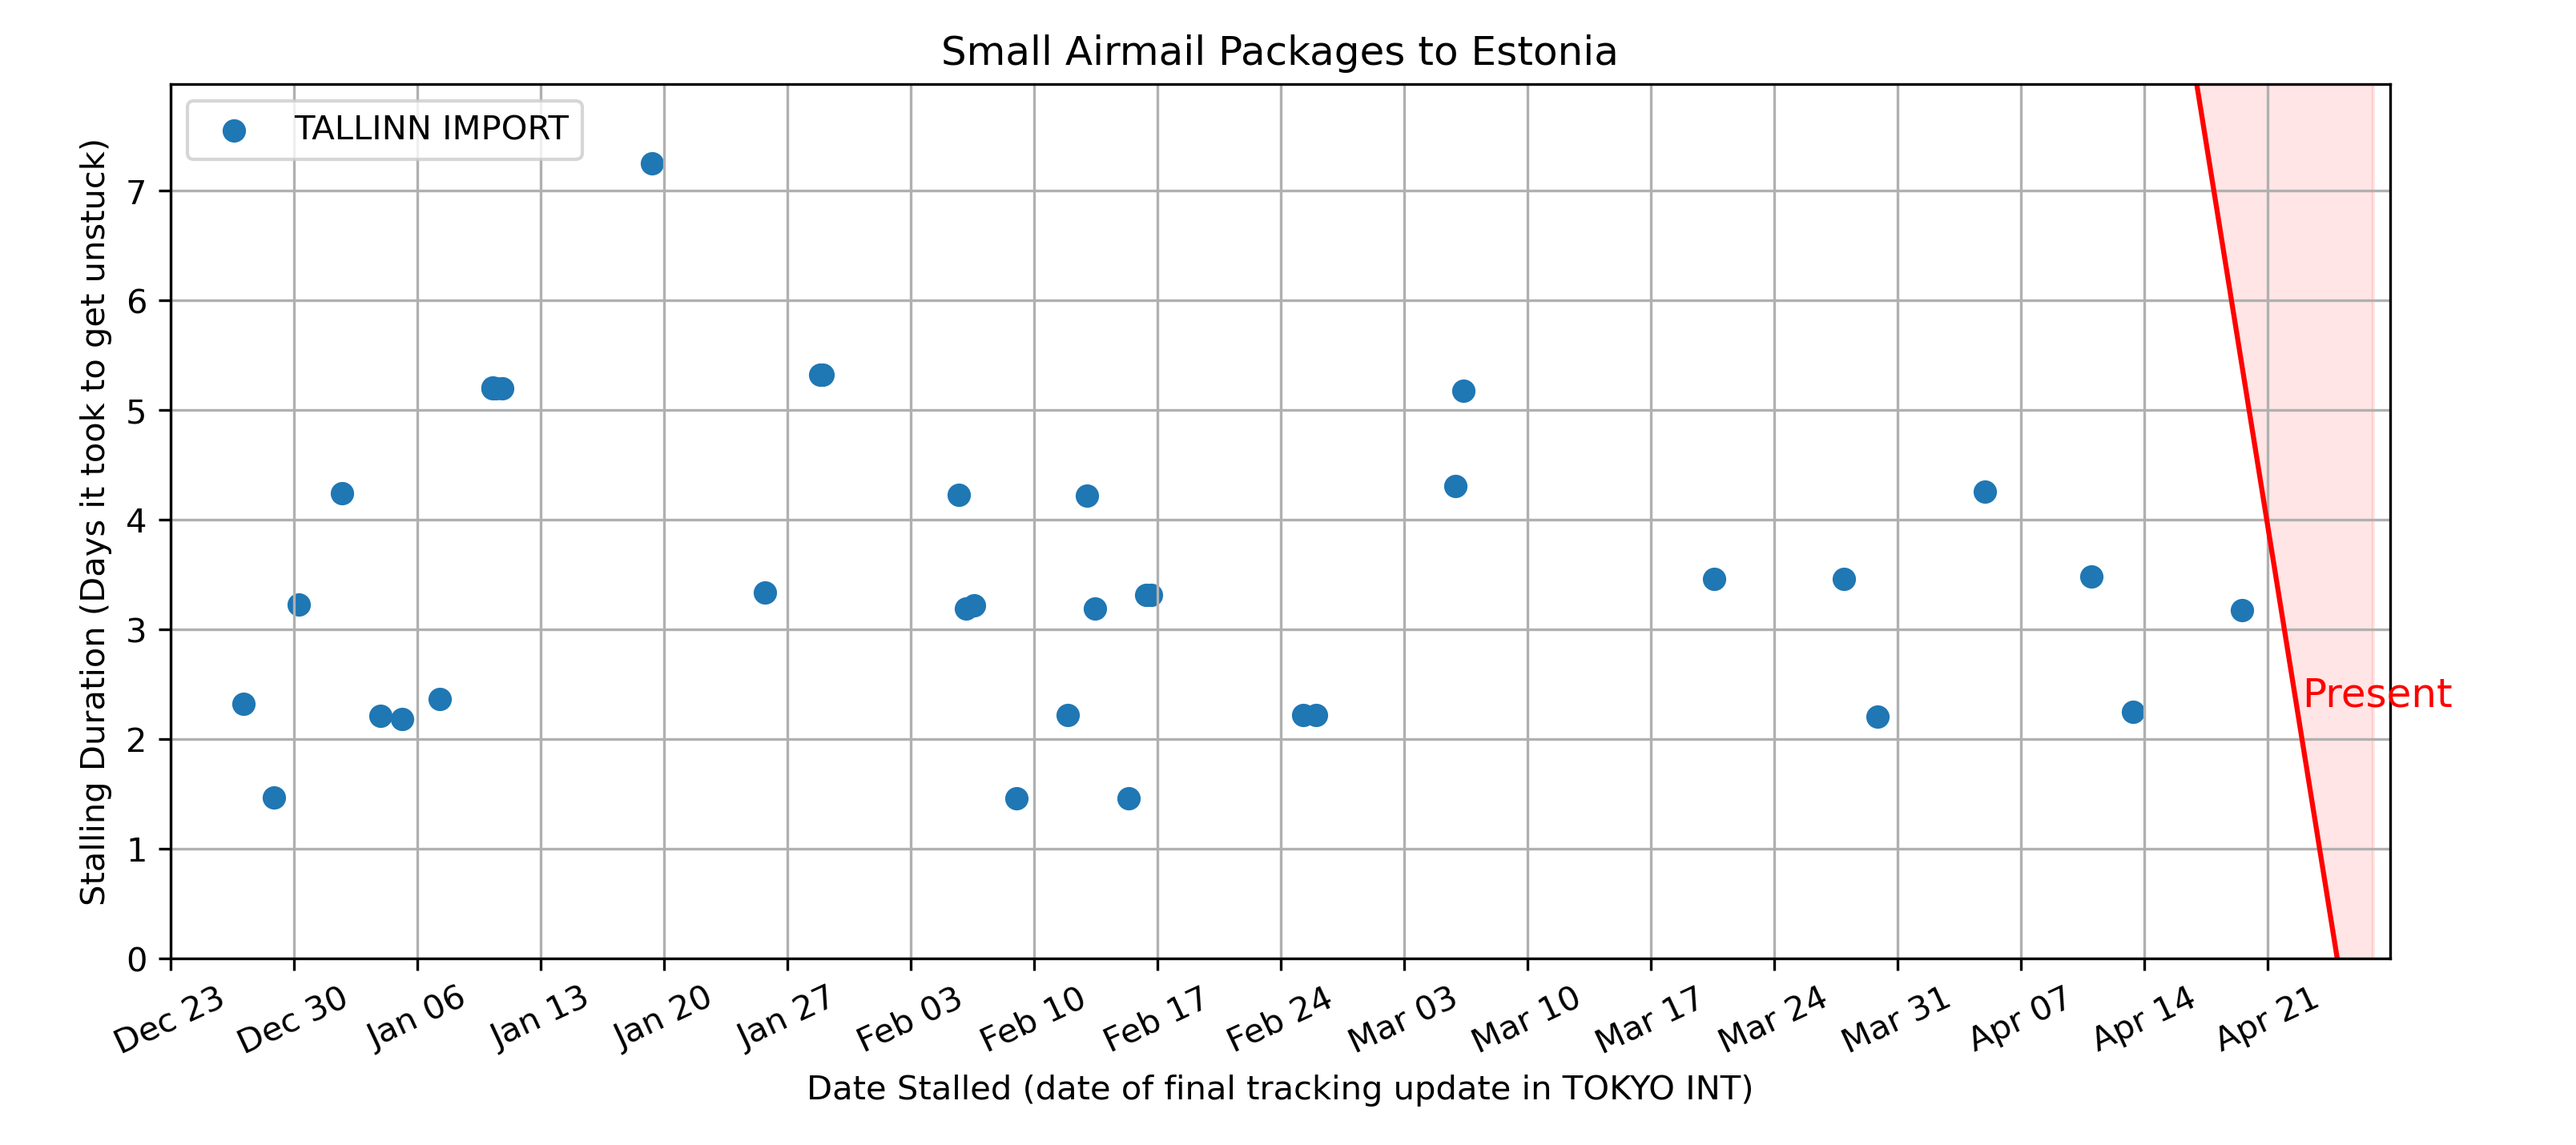 Small Airmail Packages to Estonia
TALLINN IMPORT
Stalling Duration (Days it took to get unstuck)
7
6
5
4
3
2
1
0
Present
Dec 23
Dec 30
Jan 06
Jan 13
Jan 20
Jan 27
Feb 03
Feb 10
Feb 17
Feb 24
Mar 03
Mar 10
Mar 17
Mar 24
Mar 31
Apr 07
Apr 14
Apr 21
Date Stalled (date of final tracking update in TOKYO INT)